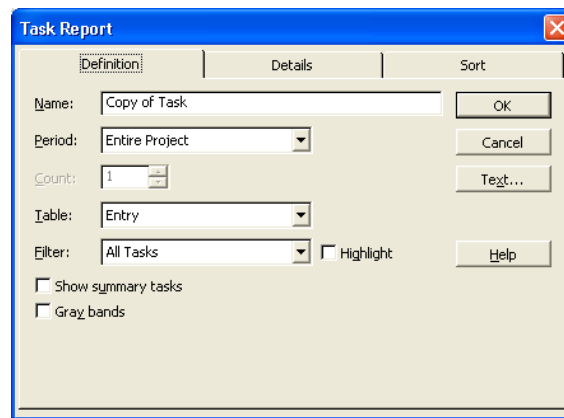 Task Report
Definition Details Sort
Name: Copy of Task OK
Period: Entire Project Cancel
Count: 1 Text...
Table: Entry
Filter: All Tasks Highlight Help
Show summary tasks
Gray bands